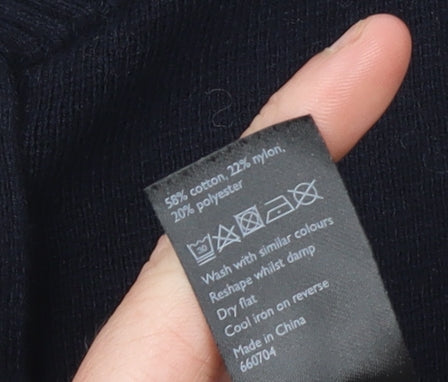 58% cotton, 22% nylon,
20% polyester
30
Wash with similar colours
Reshape whilst damp
Dry flat
Cool iron on reverse
Made in China
660704